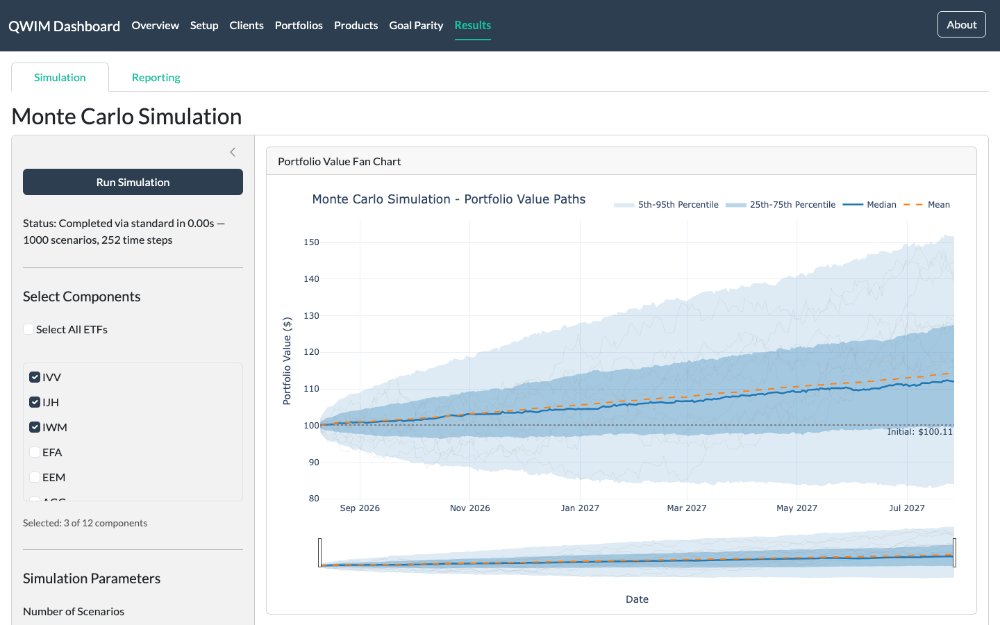 QWIM Dashboard Overview Setup Clients Portfolios Products Goal Parity Results About
Simulation Reporting
Monte Carlo Simulation
Run Simulation
Status: Completed via standard in 0.00s —
1000 scenarios, 252 time steps
Select Components
Select All ETFs
IVV
IJH
IWM
EFA
EEM
Selected: 3 of 12 components
Simulation Parameters
Number of Scenarios
Portfolio Value Fan Chart
Monte Carlo Simulation - Portfolio Value Paths
5th-95th Percentile 25th-75th Percentile Median Mean
Portfolio Value ($)
150
140
130
120
110
100
90
80
Initial: $100.11
Sep 2026 Nov 2026 Jan 2027 Mar 2027 May 2027 Jul 2027
Date